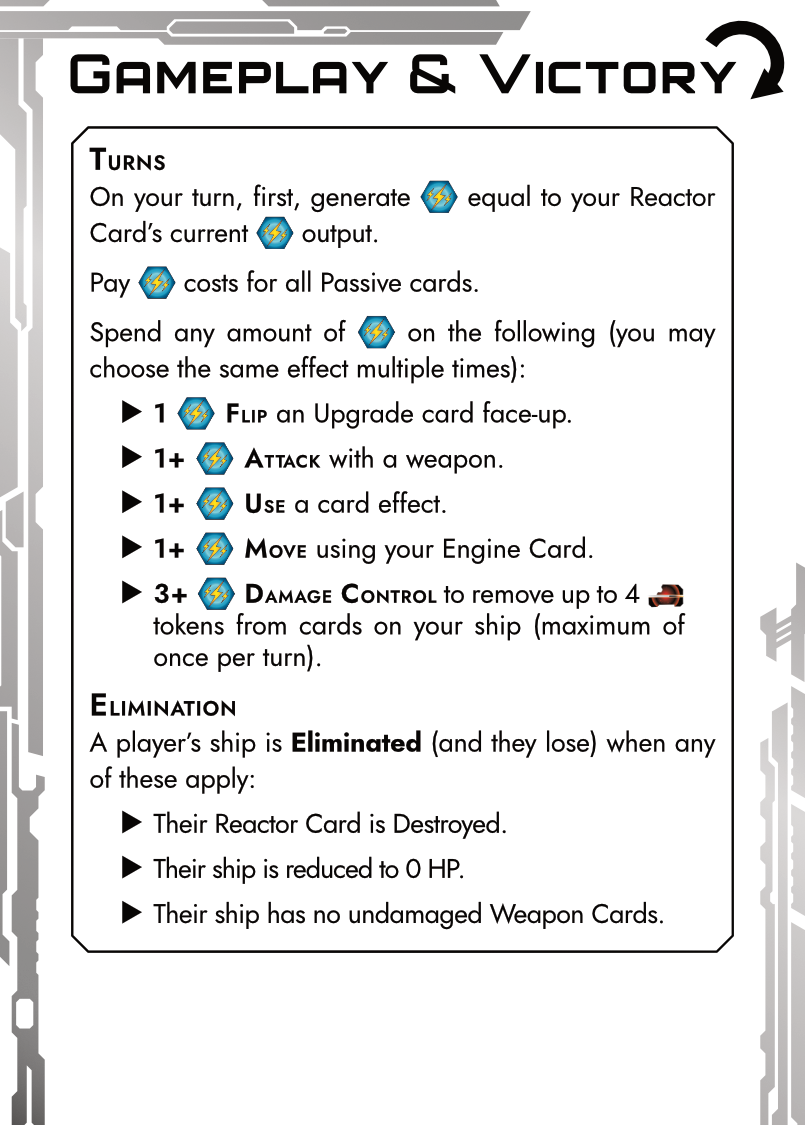 Gameplay & Victory
Turns
On your turn, first, generate equal to your Reactor
Card's current output.
Pay costs for all Passive cards.
Spend any amount of on the following (you may
choose the same effect multiple times):
▶ 1 Flip an Upgrade card face-up.
▶ 1+ Attack with a weapon.
▶ 1+ Use a card effect.
▶ 1+ Move using your Engine Card.
▶ 3+ Damage Control to remove up to 4
tokens from cards on your ship (maximum of
once per turn).
Elimination
A player's ship is Eliminated (and they lose) when any
of these apply:
▶ Their Reactor Card is Destroyed.
▶ Their ship is reduced to 0 HP.
▶ Their ship has no undamaged Weapon Cards.